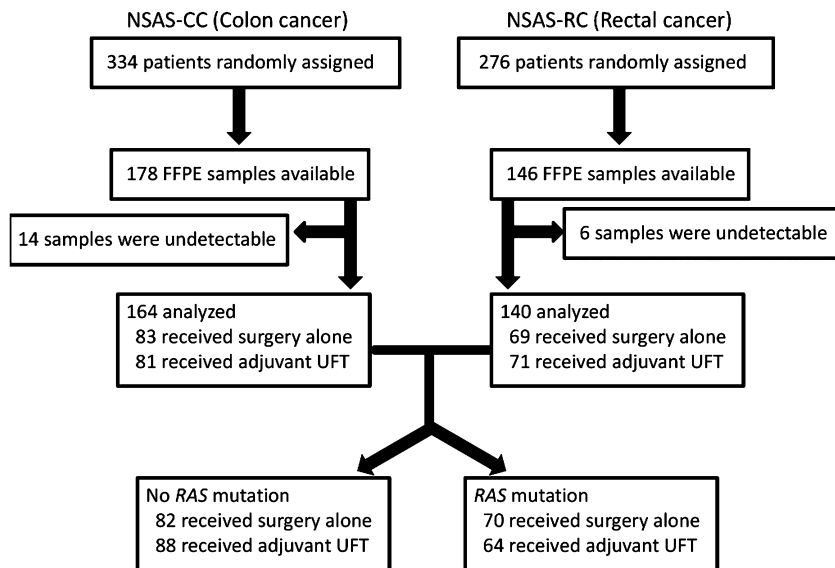 NSAS-CC (Colon cancer)
NSAS-RC (Rectal cancer)
334 patients randomly assigned
276 patients randomly assigned
178 FFPE samples available
146 FFPE samples available
14 samples were undetectable
6 samples were undetectable
164 analyzed
83 received surgery alone
81 received adjuvant UFT
140 analyzed
69 received surgery alone
71 received adjuvant UFT
No RAS mutation
82 received surgery alone
88 received adjuvant UFT
RAS mutation
70 received surgery alone
64 received adjuvant UFT